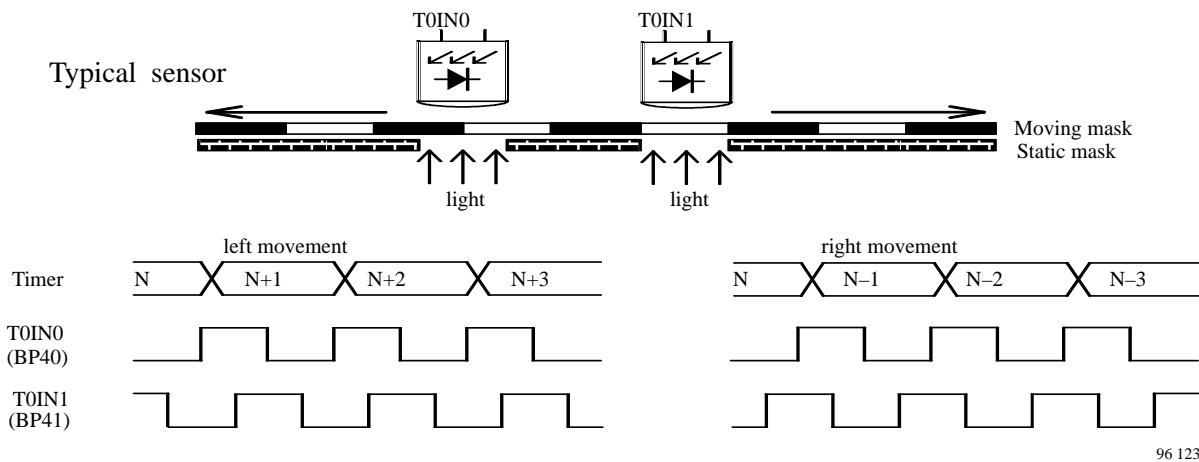 T0IN0 T0IN1
Typical sensor
Moving mask
Static mask
light light
left movement right movement
Timer N N+1 N+2 N+3 N N–1 N–2 N–3
T0IN0
(BP40)
T0IN1
(BP41)
96 123